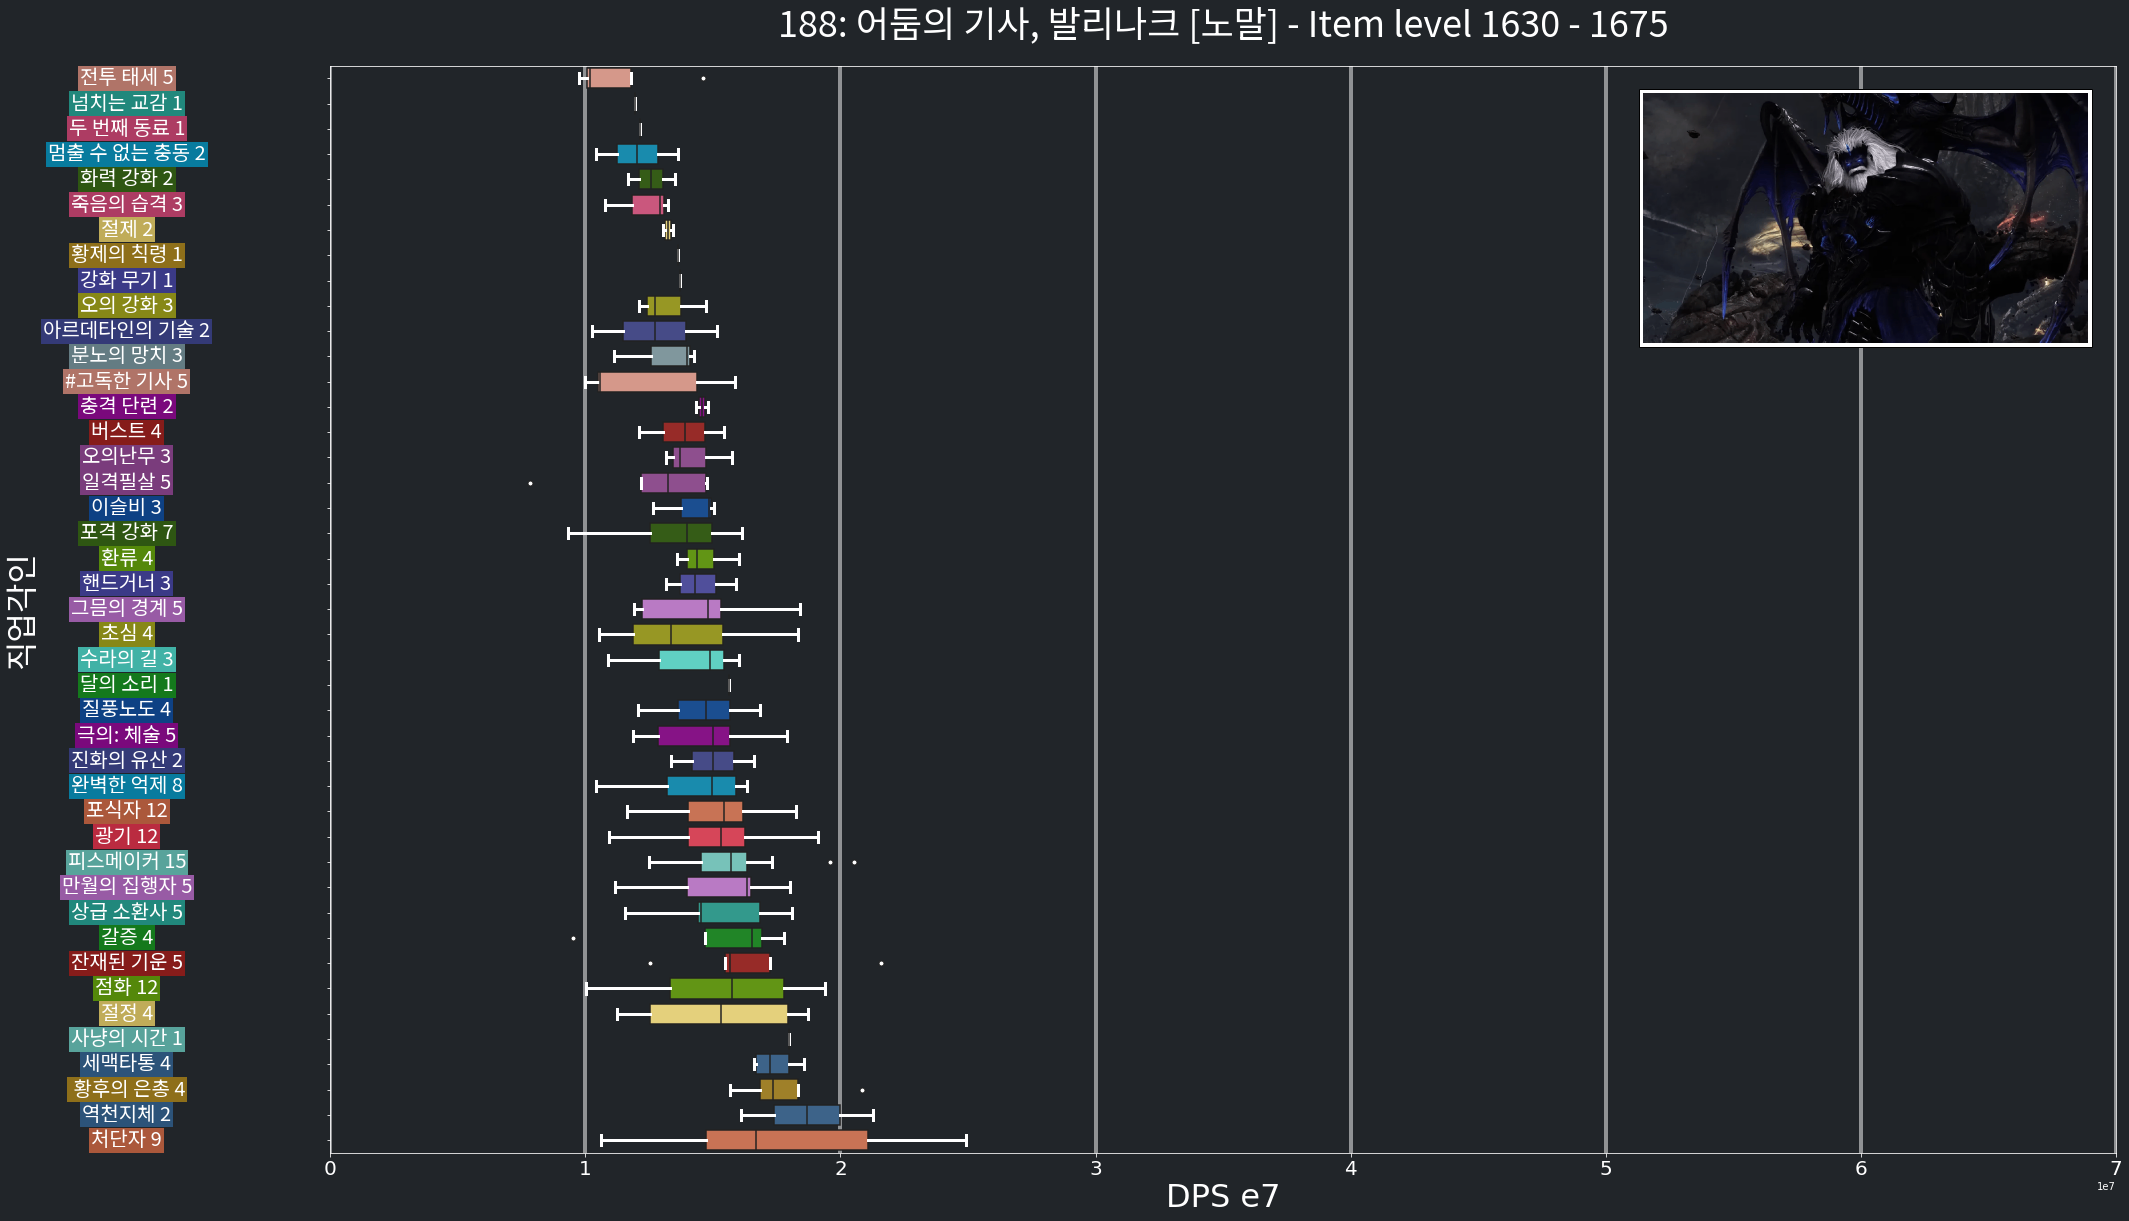 188: 어둠의 기사, 발리나크 [노말] - Item level 1630 - 1675
직업각인
전투 태세 5
넘치는 교감 1
두 번째 동료 1
멈출 수 없는 충동 2
화력 강화 2
죽음의 습격 3
절제 2
황제의 칙령 1
강화 무기 1
오의 강화 3
아르데타인의 기술 2
분노의 망치 3
#고독한 기사 5
충격 단련 2
버스트 4
오의난무 3
일격필살 5
이슬비 3
포격 강화 7
환류 4
핸드거너 3
그믐의 경계 5
초심 4
수라의 길 3
달의 소리 1
질풍노도 4
극의: 체술 5
진화의 유산 2
완벽한 억제 8
포식자 12
광기 12
피스메이커 15
만월의 집행자 5
상급 소환사 5
갈증 4
잔재된 기운 5
점화 12
절정 4
사냥의 시간 1
세맥타통 4
황후의 은총 4
역천지체 2
처단자 9
0 1 2 3 4 5 6 7
1e7
DPS e7